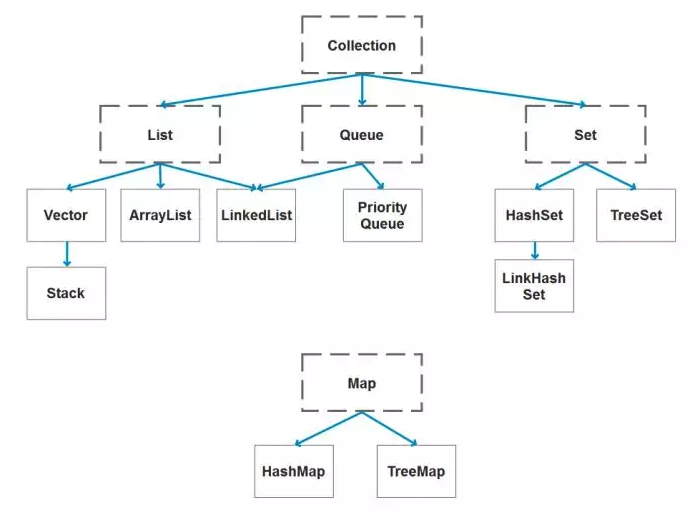 Collection
List
Queue
Set
Vector
ArrayList
LinkedList
Priority
Queue
HashSet
TreeSet
Stack
LinkHash
Set
Map
HashMap
TreeMap